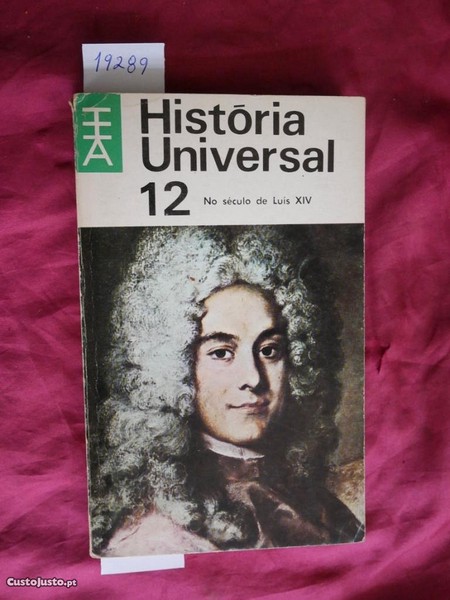 19289
História
Universal
12 No século de Luís XIV
CustoJusto.pt